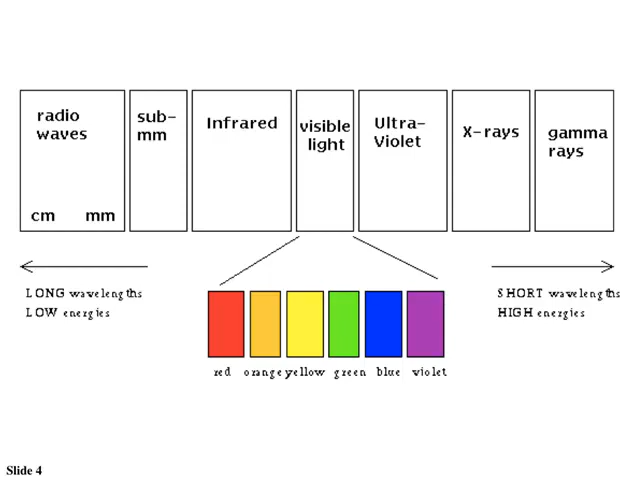 radio
waves
cm mm
sub-
mm
Infrared
visible
light
Ultra-
Violet
X-rays
gamma
rays
LONG wavelengths
LOW energies
SHORT wavelengths
HIGH energies
red orange yellow green blue violet
Slide 4